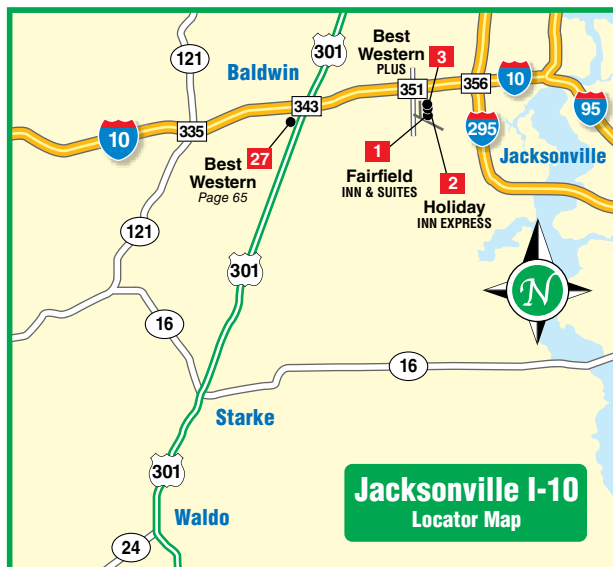 301
Best
Western
PLUS
3
121
Baldwin
10
351
356
343
95
10
335
295
1
27
Best
Western
Page 65
Jacksonville
Fairfield
INN & SUITES
2
Holiday
INN EXPRESS
121
301
N
16
16
Starke
301
Jacksonville I-10
Locator Map
Waldo
24